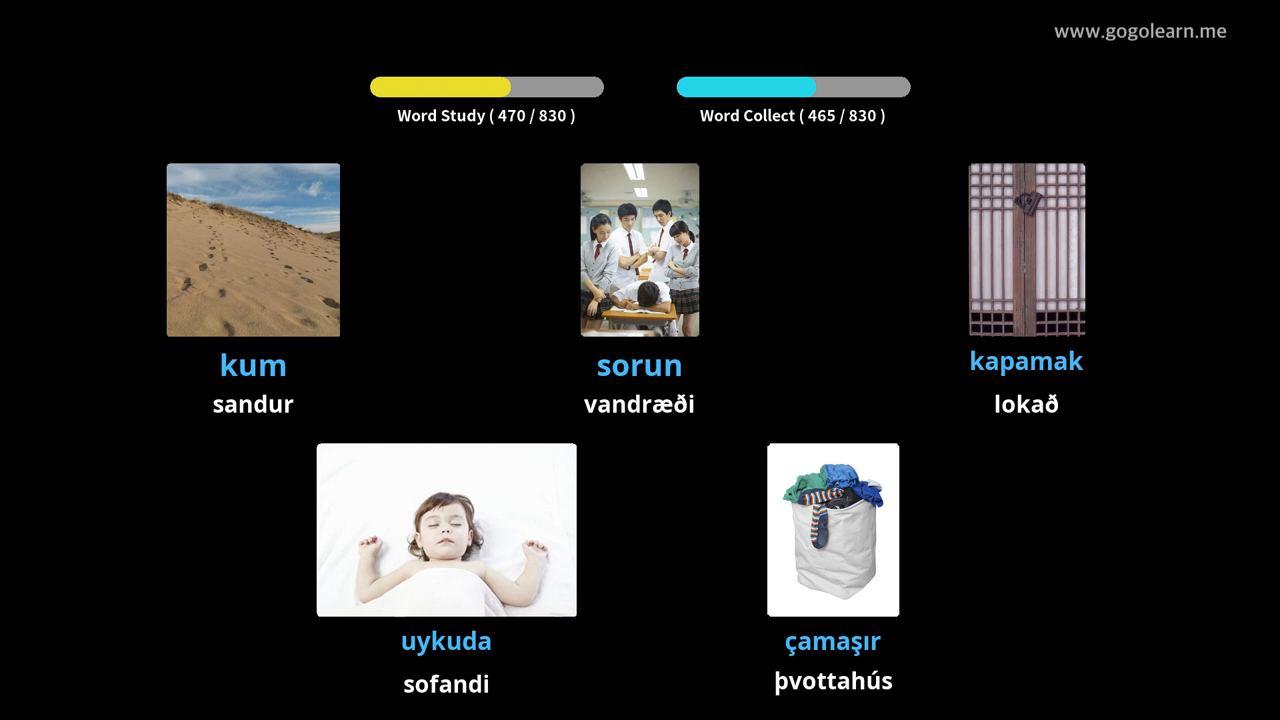 www.gogolearn.me
Word Study ( 470 / 830 )
Word Collect ( 465 / 830 )
kum
sandur
sorun
vandræði
kapamak
lokað
uykuda
sofandi
çamaşır
þvottahús